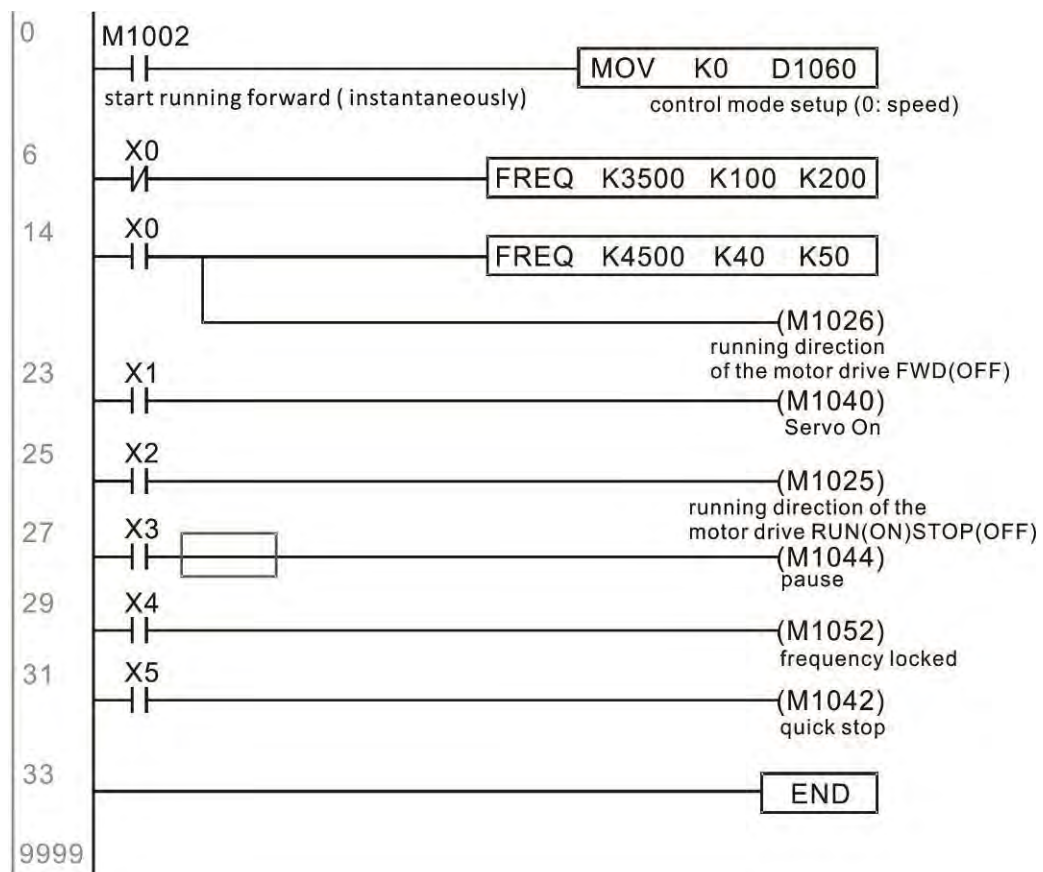 0
M1002
MOV K0 D1060
start running forward ( instantaneously)
control mode setup (0: speed)
6
X0
FREQ K3500 K100 K200
14
X0
FREQ K4500 K40 K50
(M1026)
running direction
of the motor drive FWD(OFF)
23
X1
(M1040)
Servo On
25
X2
(M1025)
running direction of the
motor drive RUN(ON)STOP(OFF)
27
X3
(M1044)
pause
29
X4
(M1052)
frequency locked
31
X5
(M1042)
quick stop
33
END
9999